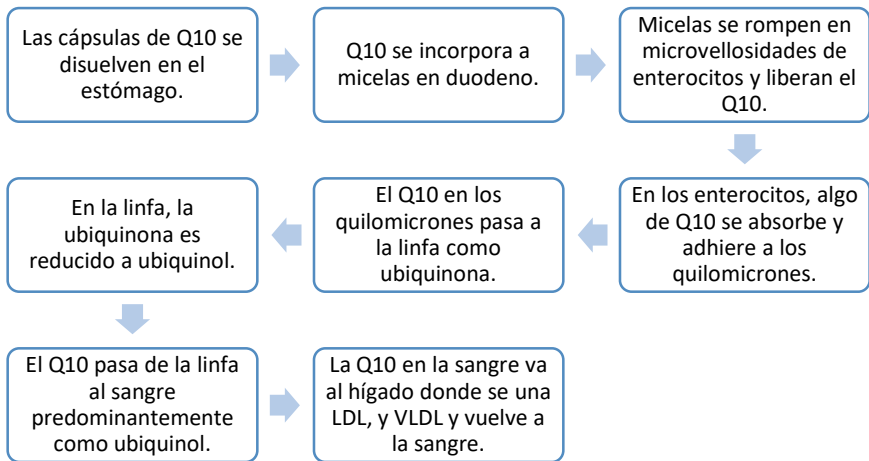 Las cápsulas de Q10 se
disuelven en el
estómago.
Q10 se incorpora a
micelas en duodeno.
Micelas se rompen en
microvellosidades de
enterocitos y liberan el
Q10.
En los enterocitos, algo
de Q10 se absorbe y
adhiere a los
quilomicrones.
El Q10 en los
quilomicrones pasa a
la linfa como
ubiquinona.
En la linfa, la
ubiquinona es
reducido a ubiquinol.
El Q10 pasa de la linfa
al sangre
predominantemente
como ubiquinol.
La Q10 en la sangre va
al hígado donde se una
LDL, y VLDL y vuelve a
la sangre.